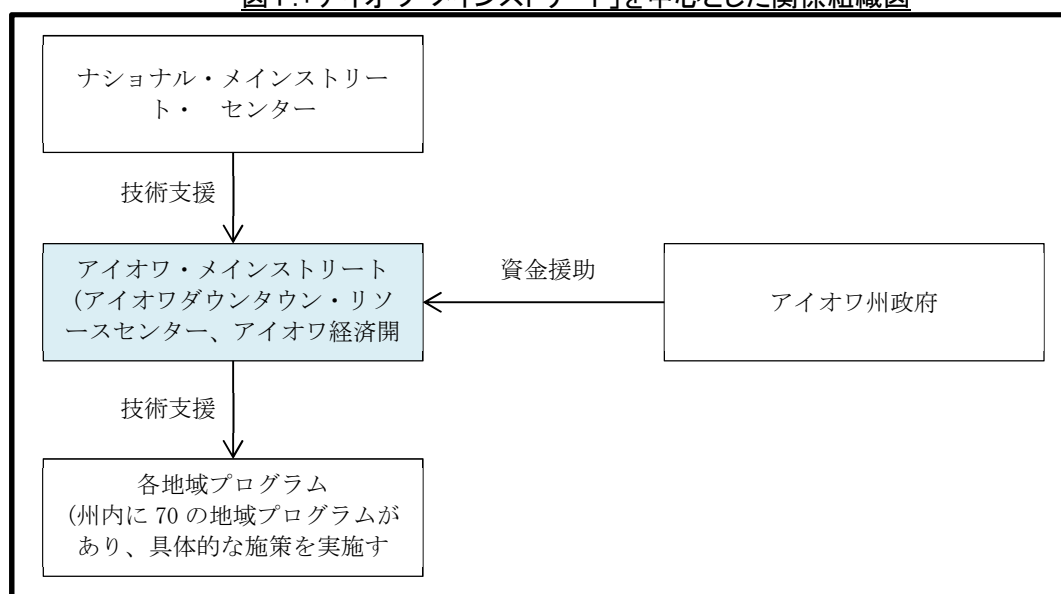 ナショナル・メインストリー
ト・ センター
技術支援
アイオワ・メインストリート
(アイオワダウンタウン・リソ
ースセンター、アイオワ経済開
資金援助
アイオワ州政府
技術支援
各地域プログラム
(州内に 70 の地域プログラムが
あり、具体的な施策を実施す